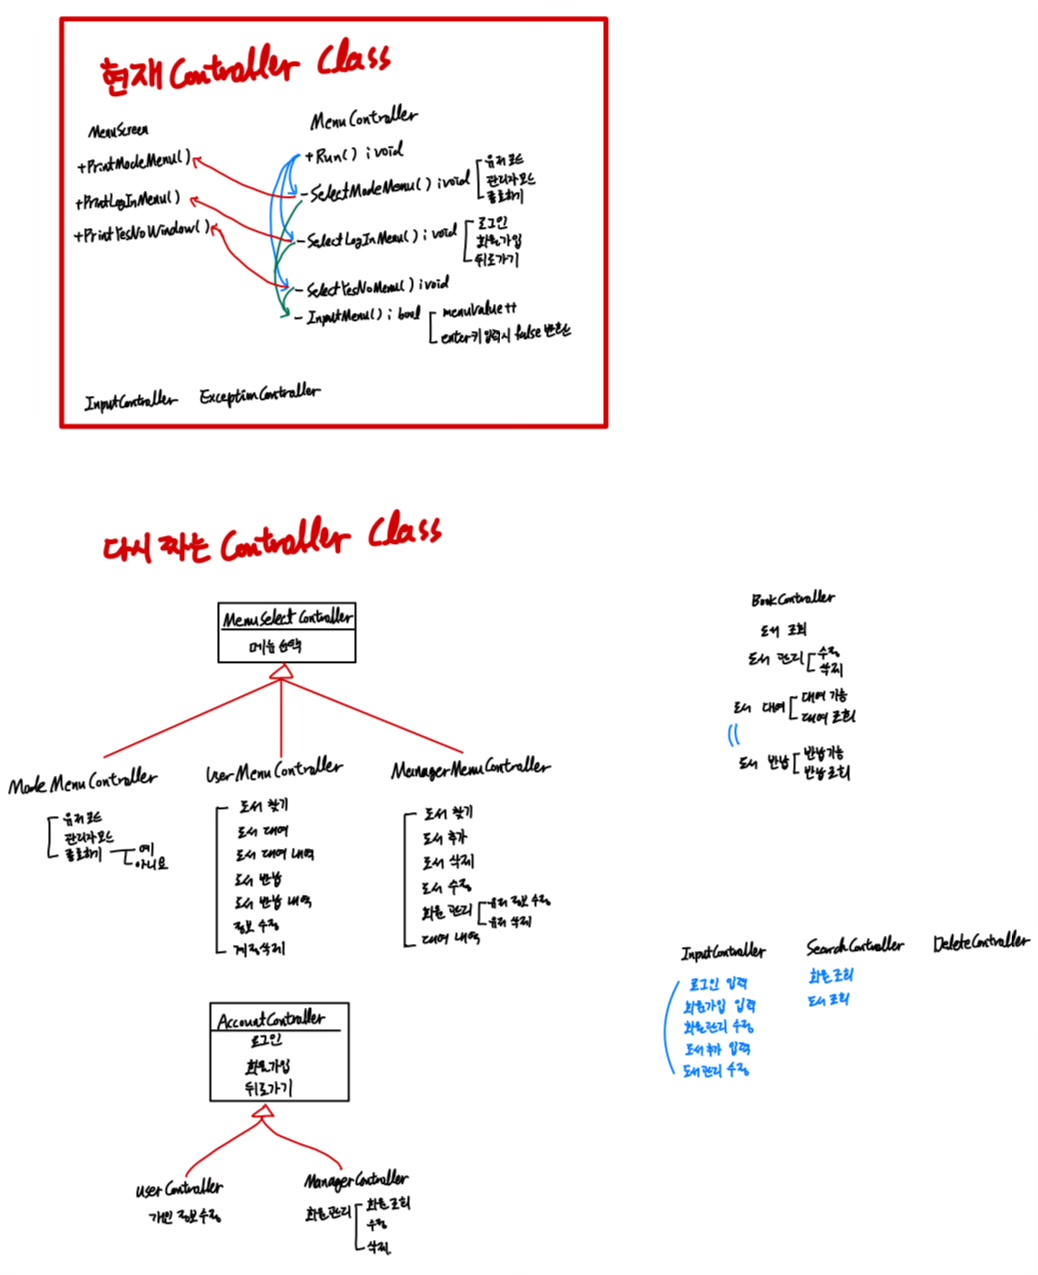 현재 Controller Class
MenuScreen
+PrintModeMenu()
+PrintLogInMenu()
+PrintYesNoWindow()
MenuController
+Run() ; void
-SelectModeMenu() ; void
유저모드
관리자모드
종료하기
-SelectLogInMenu() ; void
로그인
회원가입
뒤로가기
-SelectYesNoMenu() ; void
-InputMenu() ; bool
menuValue++
enter키 입력시 false 반환
InputController ExceptionController
다시 짜는 Controller Class
MenuSelectController
메뉴 선택
ModeMenuController
유저모드
관리자모드
종료하기
예
아니요
UserMenuController
도서 찾기
도서 대여
도서 대여 내역
도서 반납
도서 반납 내역
정보 수정
계정삭제
ManagerMenuController
도서 찾기
도서 추가
도서 삭제
도서 수정
회원 관리
유저 정보 수정
유저 삭제
대여 내역
AccountController
로그인
회원가입
뒤로가기
UserController
개인 정보수정
ManagerController
회원관리
회원 조회
수정
삭제
BookController
도서 조회
도서 관리
수정
삭제
도서 대여
대여 기능
대여 조회
도서 반납
반납기능
반납조회
InputController
로그인 입력
회원가입 입력
회원관리 수정
도서추가 입력
도서관리 수정
SearchController
회원조회
도서 조회
DeleteController